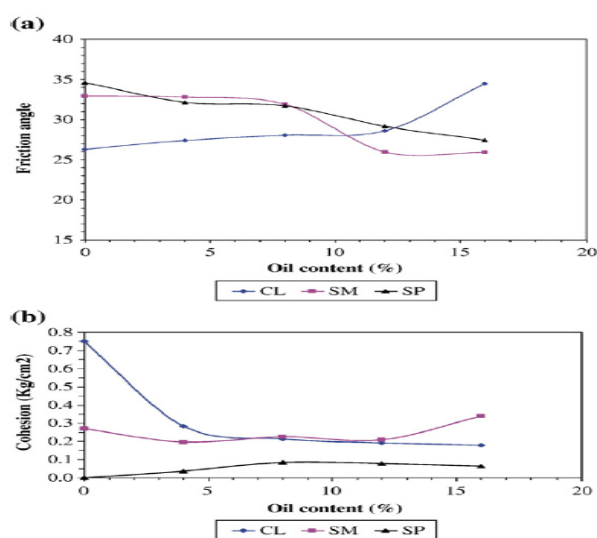 (a)
40
35
30
25
20
15
Friction angle
0 5 10 15 20
Oil content (%)
CL SM SP
(b)
0.8
0.7
0.6
0.5
0.4
0.3
0.2
0.1
0.0
Cohesion (Kg/cm2)
0 5 10 15 20
Oil content (%)
CL SM SP